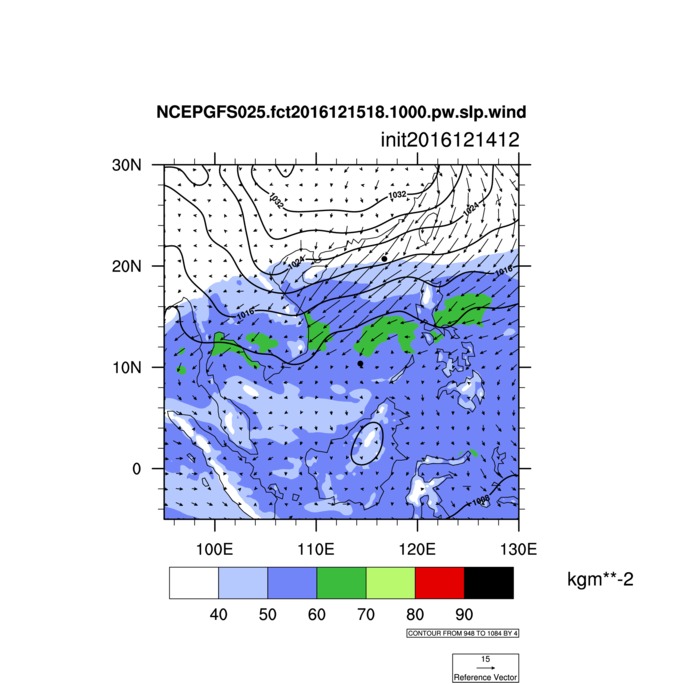 NCEPGFS025.fct2016121518.1000.pw.slp.wind
init2016121412
30N
1032
1032
1024
20N
1024
1016
1016
10N
0
1008
100E 110E 120E 130E
kgm**-2
40 50 60 70 80 90
CONTOUR FROM 948 TO 1084 BY 4
15
Reference Vector